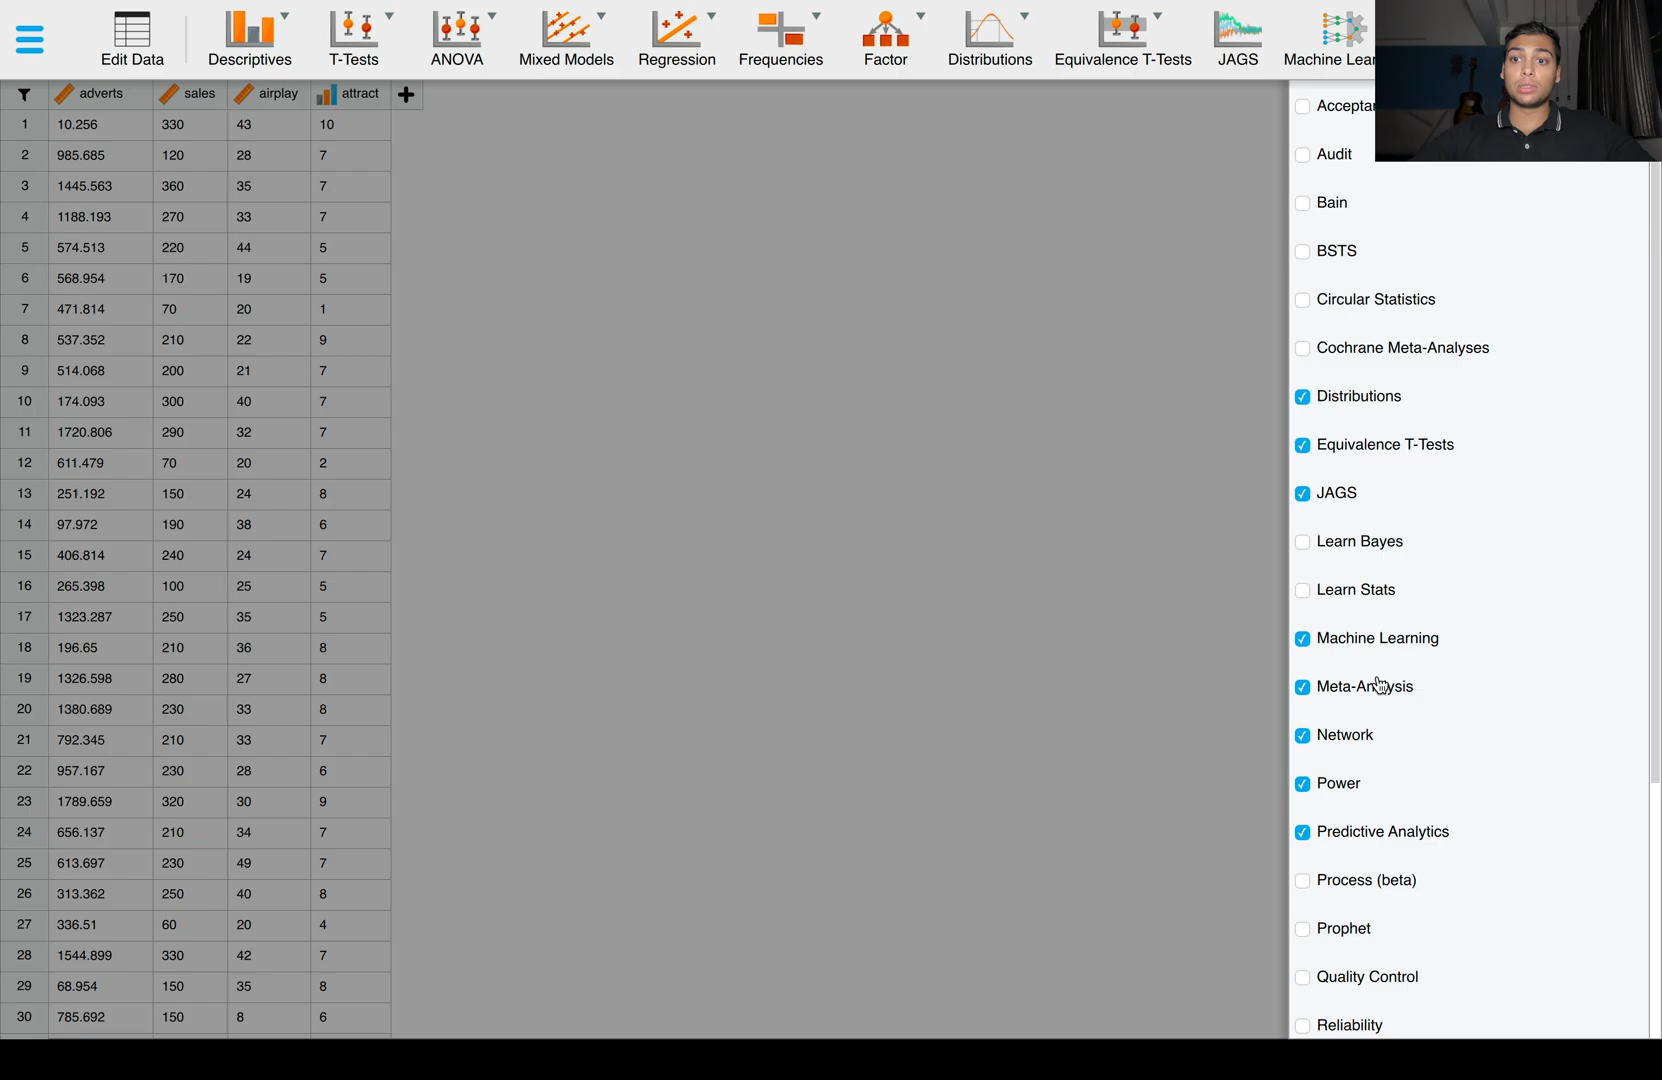 Edit Data Descriptives T-Tests ANOVA Mixed Models Regression Frequencies Factor Distributions Equivalence T-Tests JAGS Machine Lear
adverts sales airplay attract
1 10.256 330 43 10
2 985.685 120 28 7
3 1445.563 360 35 7
4 1188.193 270 33 7
5 574.513 220 44 5
6 568.954 170 19 5
7 471.814 70 20 1
8 537.352 210 22 9
9 514.068 200 21 7
10 174.093 300 40 7
11 1720.806 290 32 7
12 611.479 70 20 2
13 251.192 150 24 8
14 97.972 190 38 6
15 406.814 240 24 7
16 265.398 100 25 5
17 1323.287 250 35 5
18 196.65 210 36 8
19 1326.598 280 27 8
20 1380.689 230 33 8
21 792.345 210 33 7
22 957.167 230 28 6
23 1789.659 320 30 9
24 656.137 210 34 7
25 613.697 230 49 7
26 313.362 250 40 8
27 336.51 60 20 4
28 1544.899 330 42 7
29 68.954 150 35 8
30 785.692 150 8 6
Accepta
Audit
Bain
BSTS
Circular Statistics
Cochrane Meta-Analyses
Distributions
Equivalence T-Tests
JAGS
Learn Bayes
Learn Stats
Machine Learning
Meta-Analysis
Network
Power
Predictive Analytics
Process (beta)
Prophet
Quality Control
Reliability